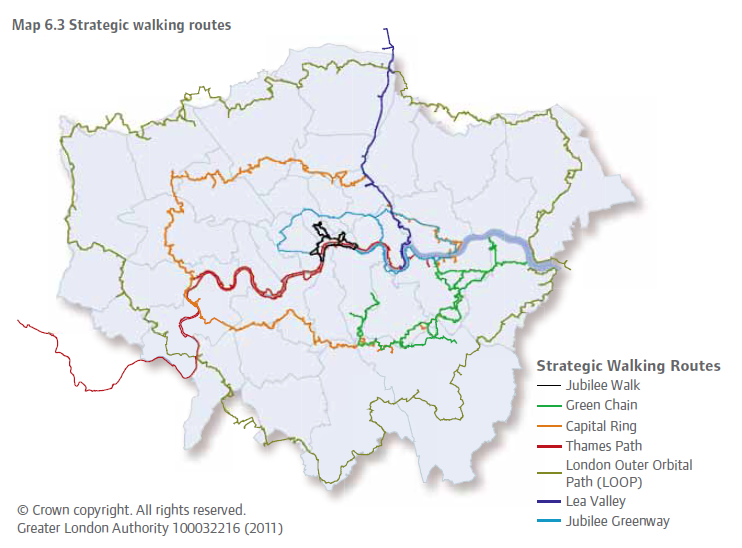 Map 6.3 Strategic walking routes
Strategic Walking Routes
Jubilee Walk
Green Chain
Capital Ring
Thames Path
London Outer Orbital
Path (LOOP)
Lea Valley
Jubilee Greenway
© Crown copyright. All rights reserved.
Greater London Authority 100032216 (2011)